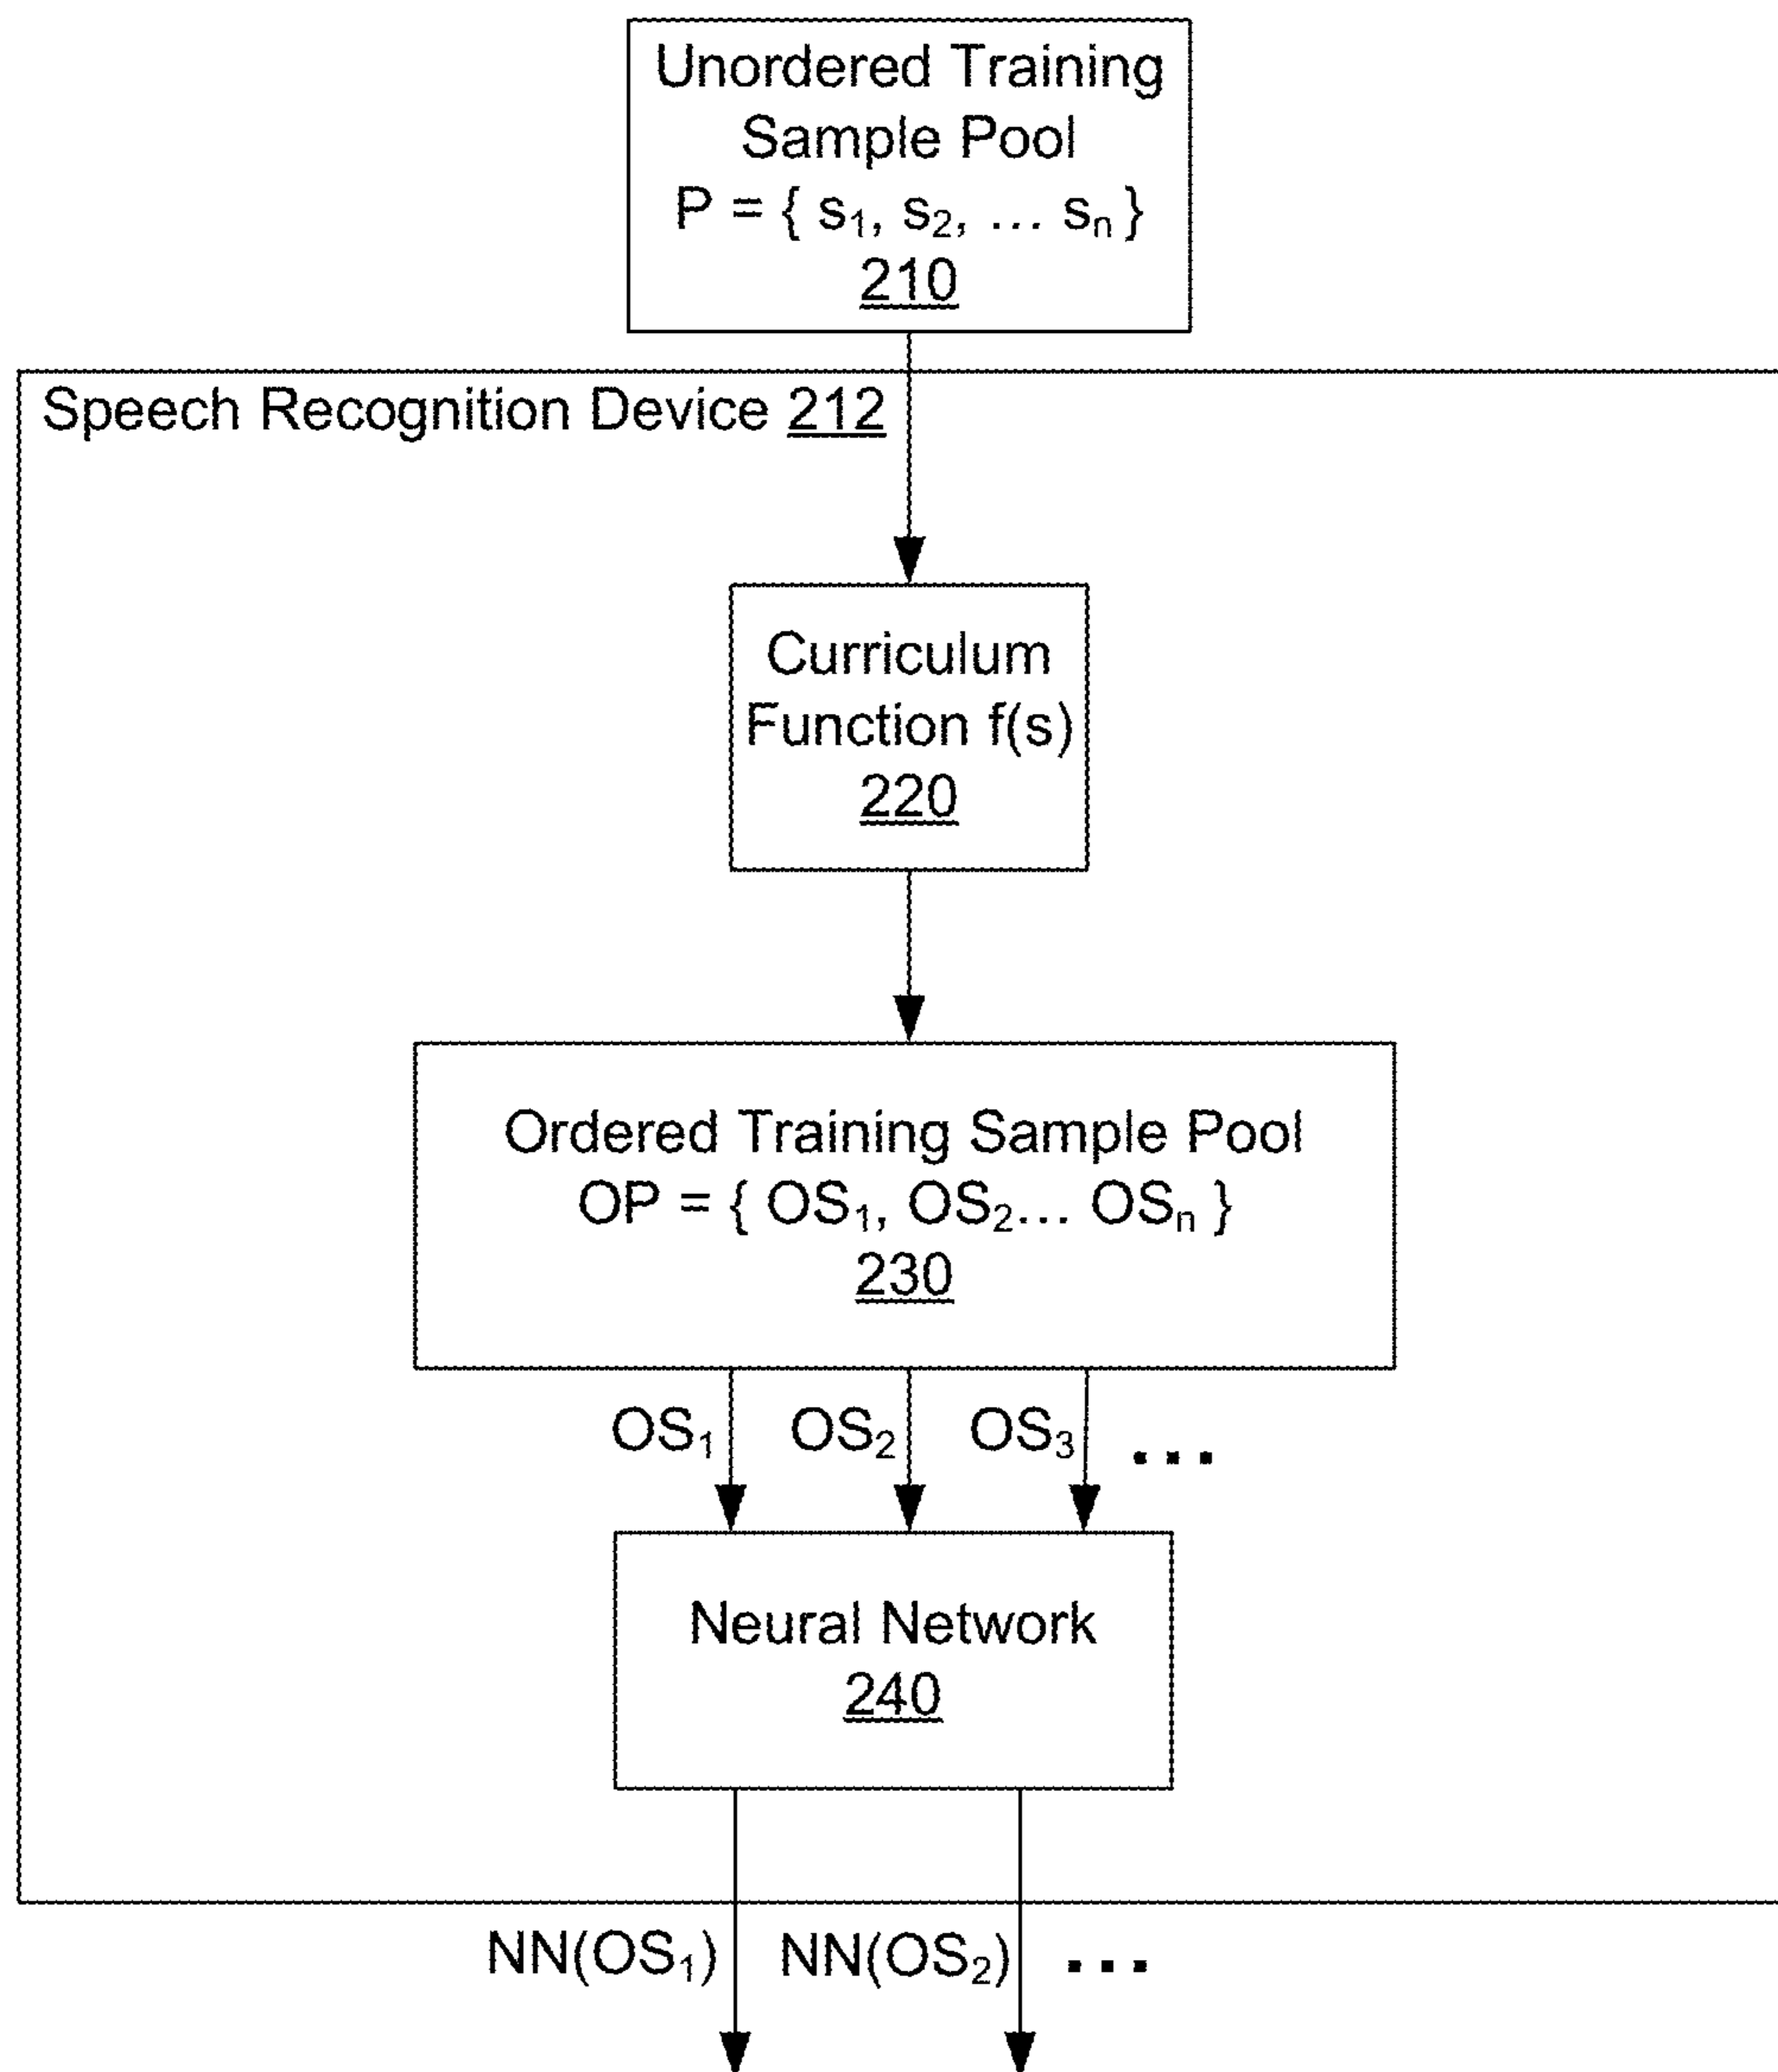 Unordered Training
Sample Pool
P = { s₁, s₂, ... sₙ }
210
Speech Recognition Device 212
Curriculum
Function f(s)
220
Ordered Training Sample Pool
OP = { OS₁, OS₂... OSₙ }
230
OS₁ OS₂ OS₃ ...
Neural Network
240
NN(OS₁) NN(OS₂) ...